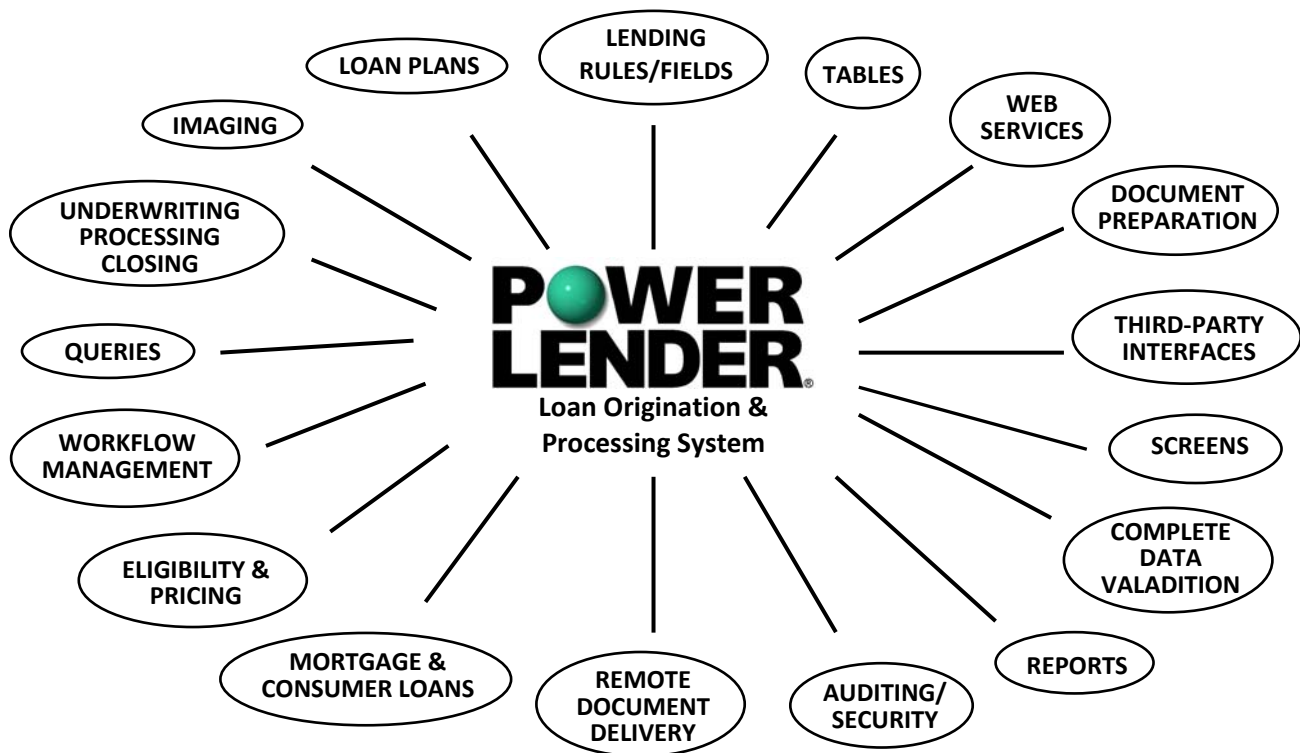 LENDING
RULES/FIELDS
LOAN PLANS
TABLES
IMAGING
WEB
SERVICES
UNDERWRITING
PROCESSING
CLOSING
DOCUMENT
PREPARATION
POWER
LENDER®
Loan Origination &
Processing System
QUERIES
THIRD-PARTY
INTERFACES
WORKFLOW
MANAGEMENT
SCREENS
ELIGIBILITY &
PRICING
COMPLETE
DATA
VALADITION
MORTGAGE &
CONSUMER LOANS
REMOTE
DOCUMENT
DELIVERY
AUDITING/
SECURITY
REPORTS